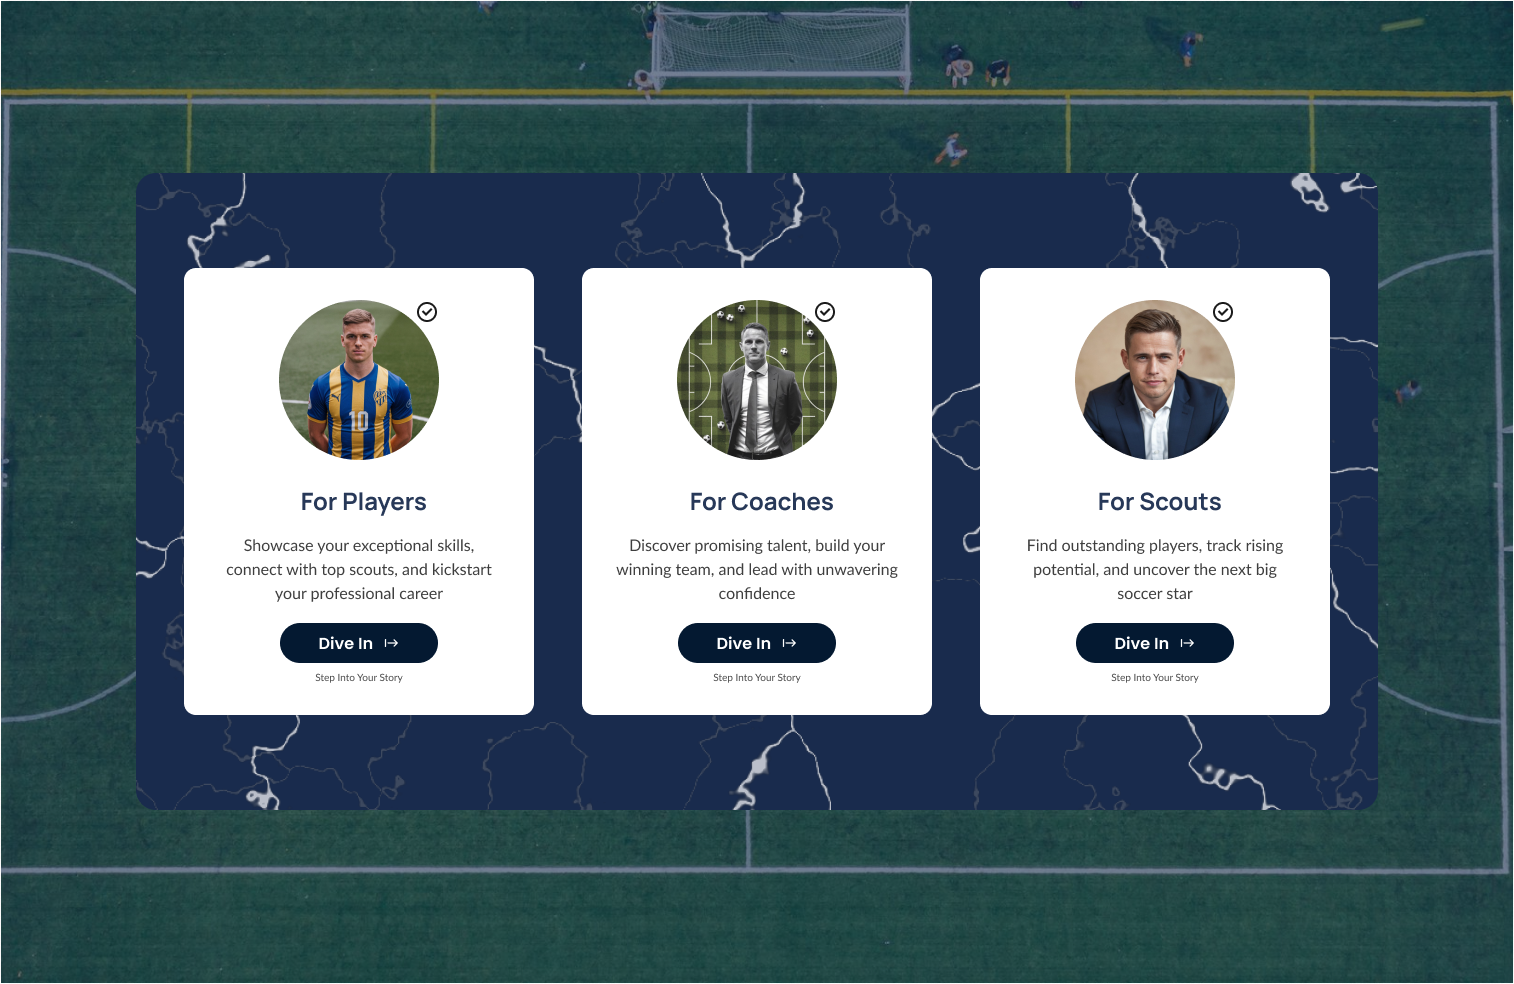 10
For Players
Showcase your exceptional skills,
connect with top scouts, and kickstart
your professional career
Dive In
Step Into Your Story
For Coaches
Discover promising talent, build your
winning team, and lead with unwavering
confidence
Dive In
Step Into Your Story
For Scouts
Find outstanding players, track rising
potential, and uncover the next big
soccer star
Dive In
Step Into Your Story